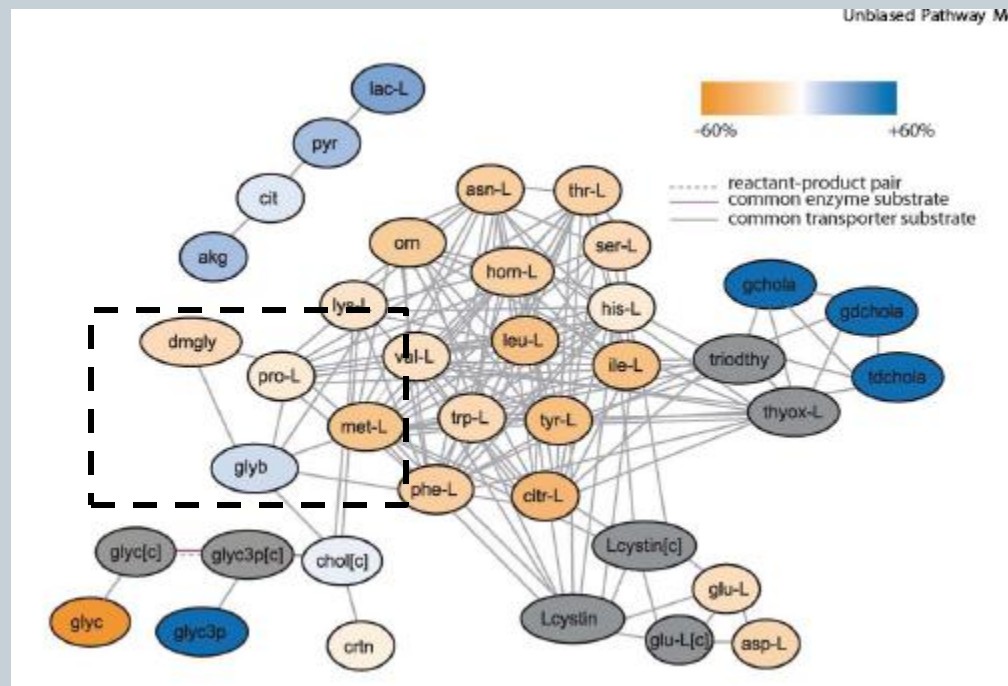 Unbiased Pathway M
lac-L
-60%
+60%
pyr
reactant-product pair
common enzyme substrate
common transporter substrate
asn-L
thr-L
cit
orn
ser-L
akg
hom-L
gchola
lys-L
his-L
gdchola
dmgly
leu-L
val-L
triodthy
pro-L
ile-L
tdchola
thyox-L
met-L
trp-L
tyr-L
glyb
phe-L
citr-L
glyc[c]
glyc3p[c]
chol[c]
Lcystin[c]
glu-L
glyc
glyc3p
Lcystin
crtn
glu-L[c]
asp-L